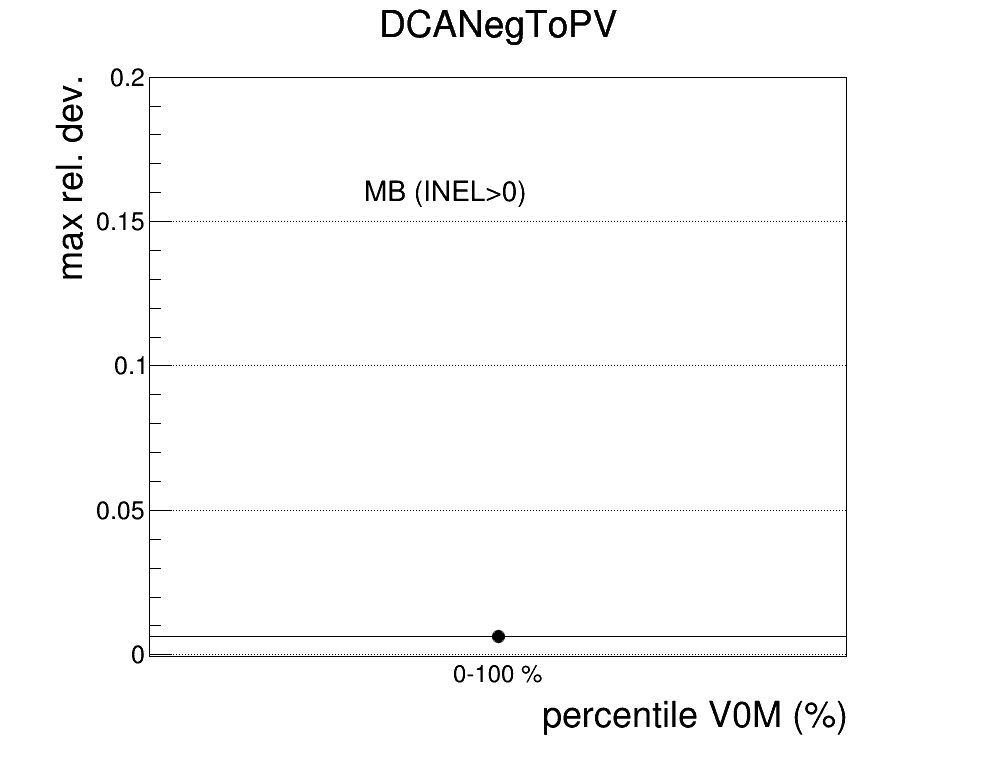 DCANegToPV
max rel. dev.
0.2
MB (INEL>0)
0.15
0.1
0.05
0
0-100 %
percentile V0M (%)